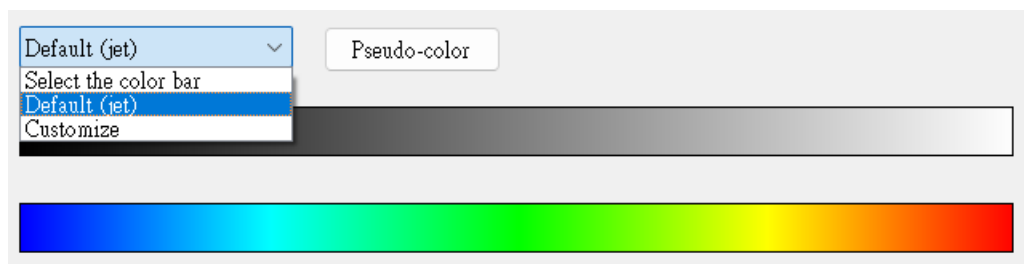 Default (jet)
Pseudo-color
Select the color bar
Default (jet)
Customize